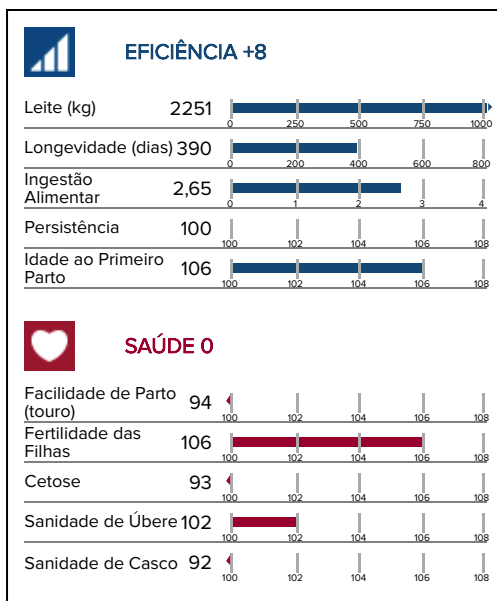 EFICIÊNCIA +8
Leite (kg) 2251
0 250 500 750 1000
Longevidade (dias) 390
0 200 400 600 800
Ingestão
Alimentar 2,65
0 1 2 3 4
Persistência 100
100 102 104 106 108
Idade ao Primeiro
Parto 106
100 102 104 106 108
SAÚDE 0
Facilidade de Parto
(touro) 94
100 102 104 106 108
Fertilidade das
Filhas 106
100 102 104 106 108
Cetose 93
100 102 104 106 108
Sanidade de Úbere 102
100 102 104 106 108
Sanidade de Casco 92
100 102 104 106 108